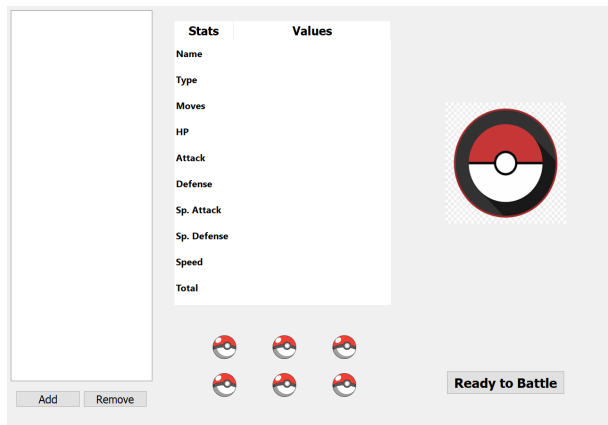 Stats Values
Name
Type
Moves
HP
Attack
Defense
Sp. Attack
Sp. Defense
Speed
Total
Ready to Battle
Add Remove